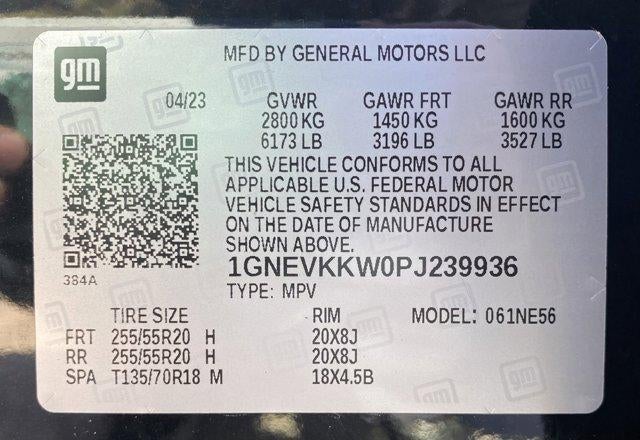 gm
MFD BY GENERAL MOTORS LLC
04/23 GVWR GAWR FRT GAWR RR
2800 KG 1450 KG 1600 KG
6173 LB 3196 LB 3527 LB
THIS VEHICLE CONFORMS TO ALL
APPLICABLE U.S. FEDERAL MOTOR
VEHICLE SAFETY STANDARDS IN EFFECT
ON THE DATE OF MANUFACTURE
SHOWN ABOVE.
1GNEVKKW0PJ239936
384A
TYPE: MPV
TIRE SIZE RIM MODEL: 061NE56
FRT 255/55R20 H 20X8J
RR 255/55R20 H 20X8J
SPA T135/70R18 M 18X4.5B